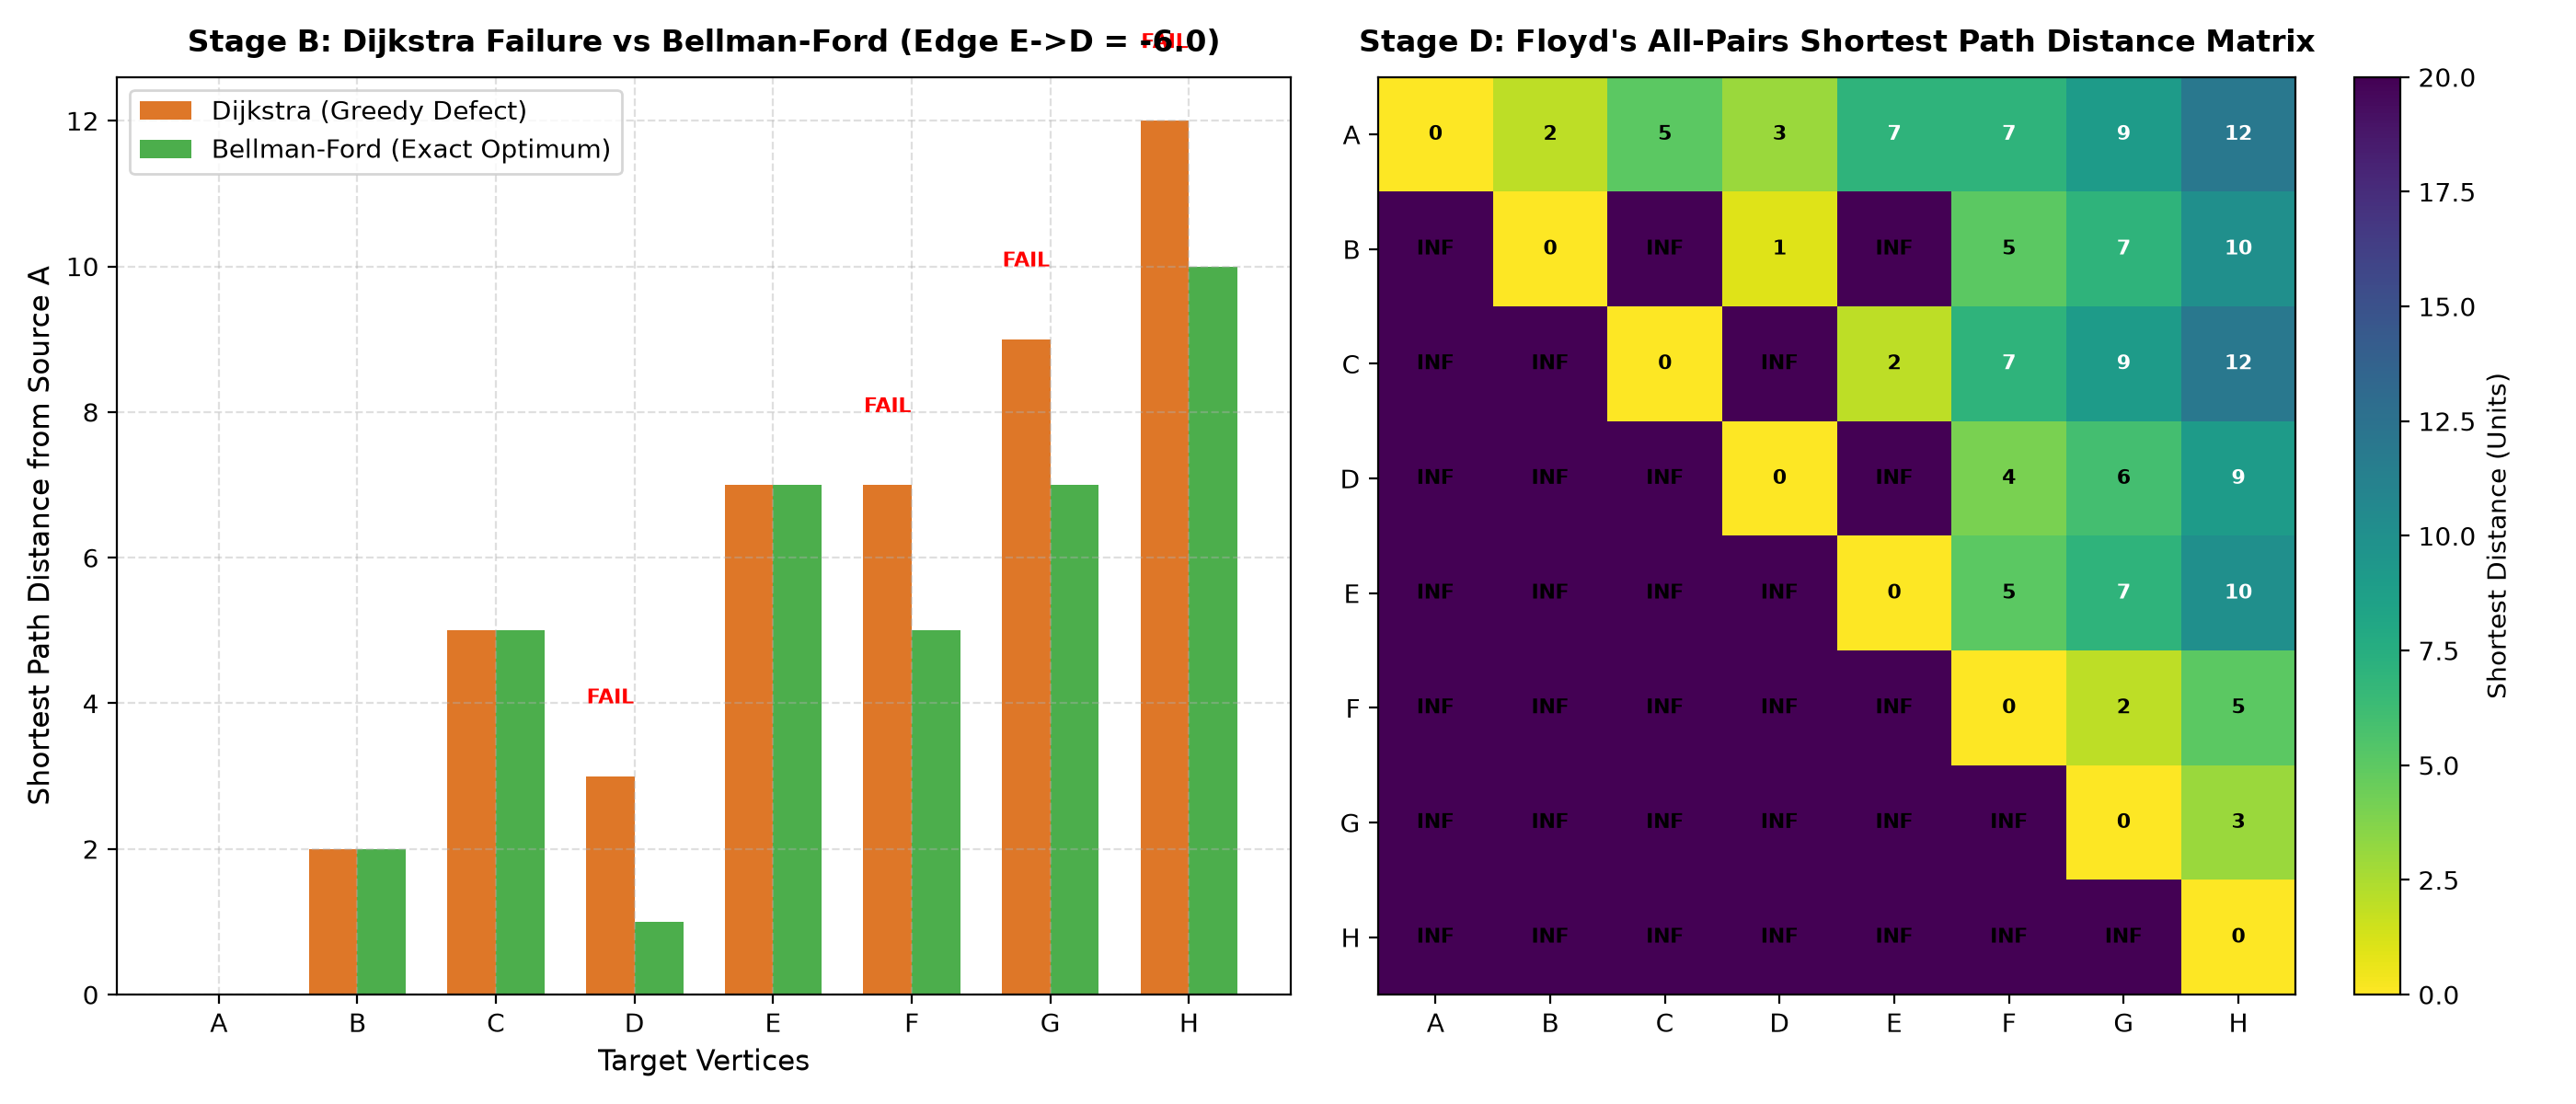 Stage B: Dijkstra Failure vs Bellman-Ford (Edge E->D = -6.0)
FAIL
Dijkstra (Greedy Defect)
Bellman-Ford (Exact Optimum)
FAIL
FAIL
FAIL
Shortest Path Distance from Source A
12
10
8
6
4
2
0
A B C D E F G H
Target Vertices
Stage D: Floyd's All-Pairs Shortest Path Distance Matrix
A 0 2 5 3 7 7 9 12
B INF 0 INF 1 INF 5 7 10
C INF INF 0 INF 2 7 9 12
D INF INF INF 0 INF 4 6 9
E INF INF INF INF 0 5 7 10
F INF INF INF INF INF 0 2 5
G INF INF INF INF INF INF 0 3
H INF INF INF INF INF INF INF 0
A B C D E F G H
20.0
17.5
15.0
12.5
10.0
7.5
5.0
2.5
0.0
Shortest Distance (Units)